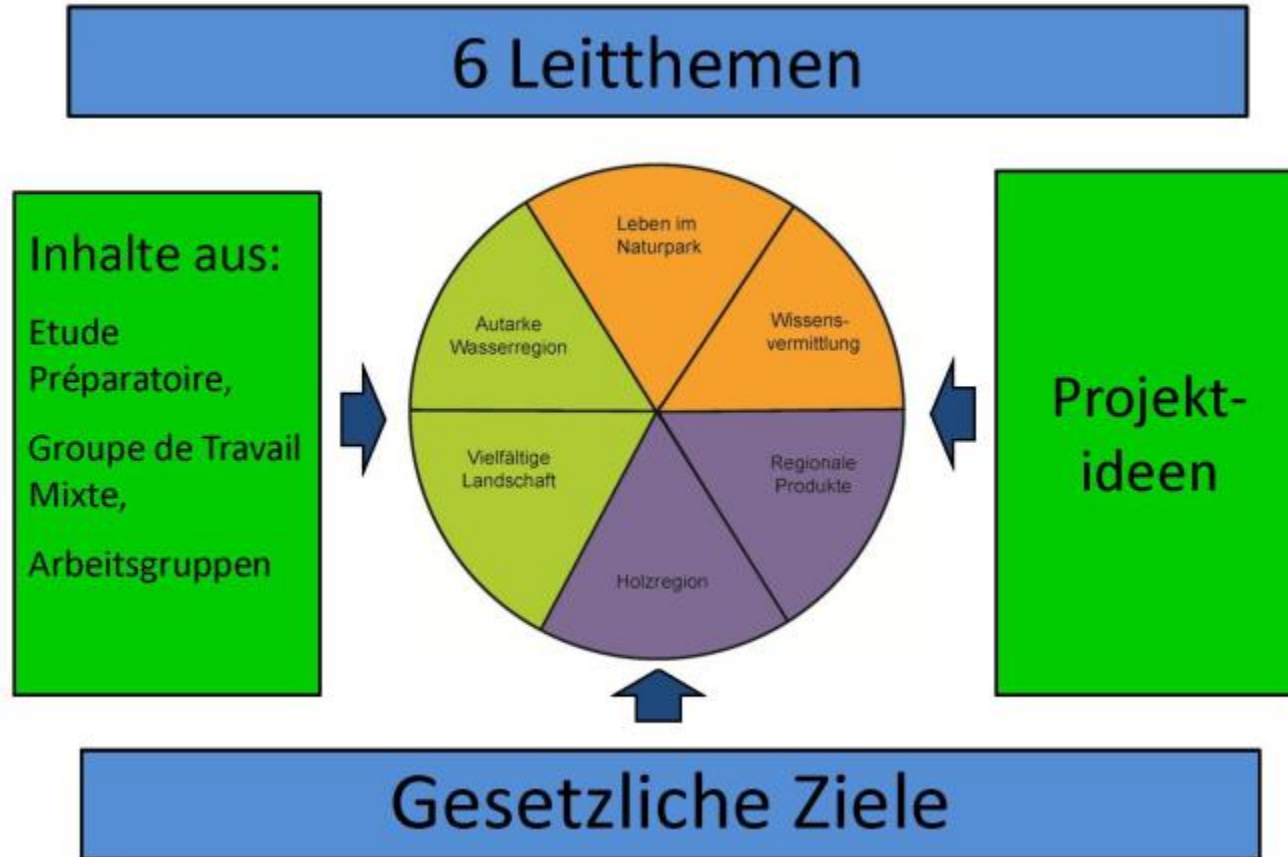 6 Leitthemen
Inhalte aus:
Etude
Préparatoire,
Groupe de Travail
Mixte,
Arbeitsgruppen
Leben im
Naturpark
Wissens-
vermittlung
Autarke
Wasserregion
Vielfältige
Landschaft
Regionale
Produkte
Holzregion
Projekt-
ideen
Gesetzliche Ziele